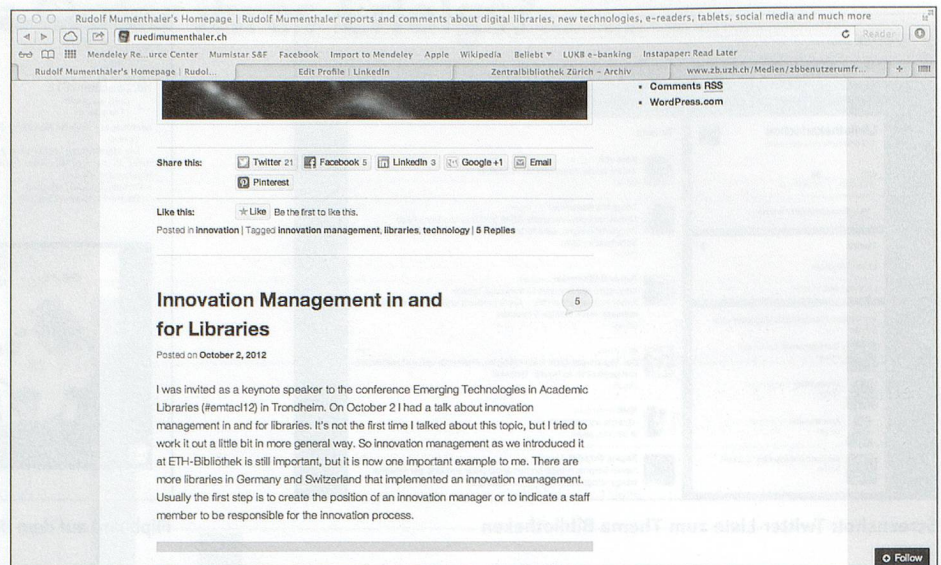 Rudolf Mumenthaler's Homepage | Rudolf Mumenthaler reports and comments about digital libraries, new technologies, e-readers, tablets, social media and much more
ruedimumenthaler.ch
Reader
Mendeley Re...urce Center Mumistar S&F Facebook Import to Mendeley Apple Wikipedia Beliebt LUKB e-banking Instapaper: Read Later
Rudolf Mumenthaler's Homepage | Rudol... Edit Profile | LinkedIn Zentralbibliothek Zürich – Archiv www.zb.uzh.ch/Medien/zbbenutzerumfr...
Comments RSS
WordPress.com
Share this: Twitter 21 Facebook 5 LinkedIn 3 Google +1 Email
Pinterest
Like this: Like Be the first to like this.
Posted in Innovation | Tagged innovation management, libraries, technology | 5 Replies
Innovation Management in and 5
for Libraries
Posted on October 2, 2012
I was invited as a keynote speaker to the conference Emerging Technologies in Academic
Libraries (#emtacl12) in Trondheim. On October 2 I had a talk about innovation
management in and for libraries. It's not the first time I talked about this topic, but I tried to
work it out a little bit in more general way. So innovation management as we introduced it
at ETH-Bibliothek is still important, but it is now one important example to me. There are
more libraries in Germany and Switzerland that implemented an innovation management.
Usually the first step is to create the position of an innovation manager or to indicate a staff
member to be responsible for the innovation process.
Follow